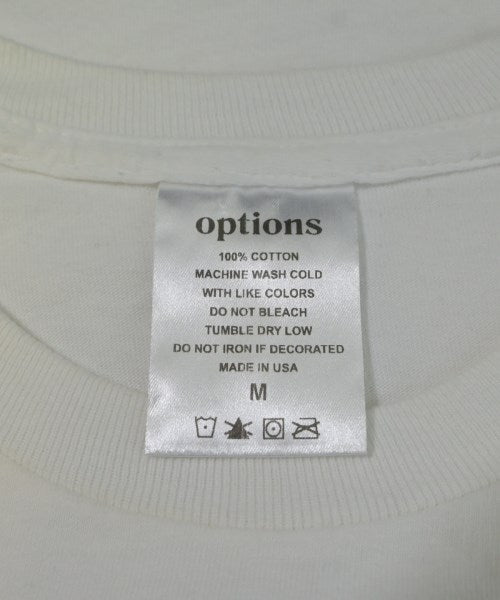 options
100% COTTON
MACHINE WASH COLD
WITH LIKE COLORS
DO NOT BLEACH
TUMBLE DRY LOW
DO NOT IRON IF DECORATED
MADE IN USA
M